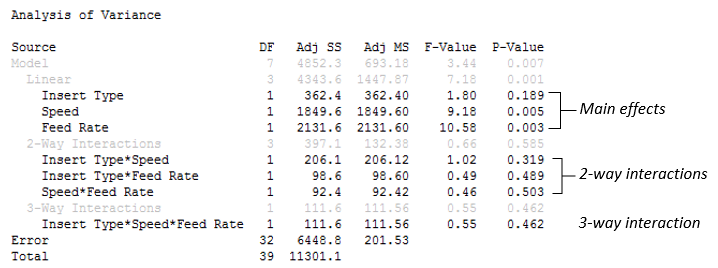 Analysis of Variance
Source DF Adj SS Adj MS F-Value P-Value
Model 7 4852.3 693.18 3.44 0.007
Linear 3 4343.6 1447.87 7.18 0.001
Insert Type 1 362.4 362.40 1.80 0.189
Speed 1 1849.6 1849.60 9.18 0.005 Main effects
Feed Rate 1 2131.6 2131.60 10.58 0.003
2-Way Interactions 3 397.1 132.38 0.66 0.585
Insert Type*Speed 1 206.1 206.12 1.02 0.319
Insert Type*Feed Rate 1 98.6 98.60 0.49 0.489 2-way interactions
Speed*Feed Rate 1 92.4 92.42 0.46 0.503
3-Way Interactions 1 111.6 111.56 0.55 0.462
Insert Type*Speed*Feed Rate 1 111.6 111.56 0.55 0.462 3-way interaction
Error 32 6448.8 201.53
Total 39 11301.1